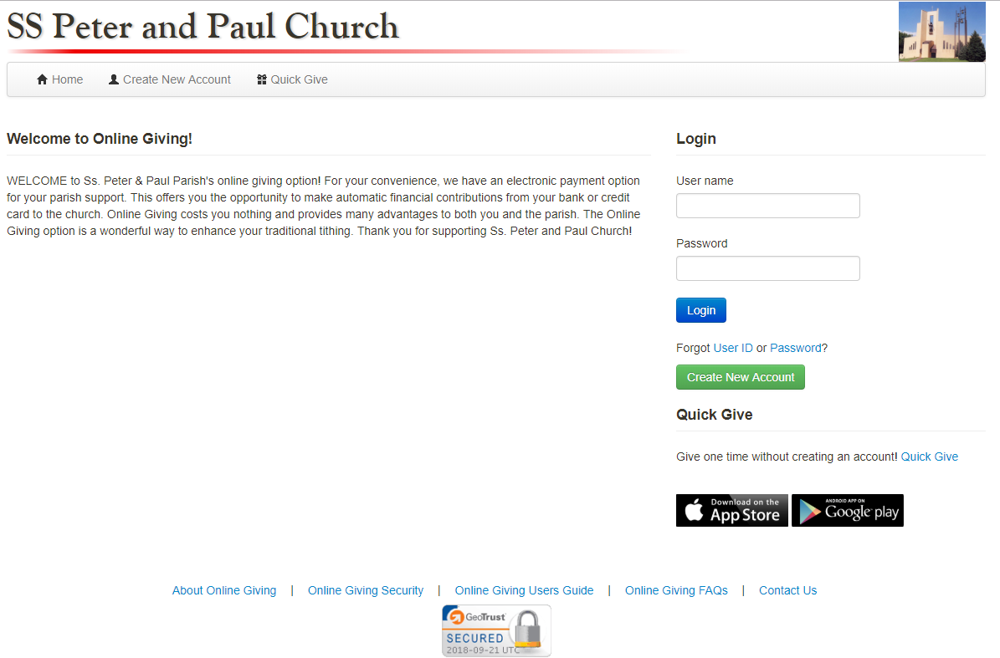 SS Peter and Paul Church
Home Create New Account Quick Give
Welcome to Online Giving!
WELCOME to Ss. Peter & Paul Parish's online giving option! For your convenience, we have an electronic payment option
for your parish support. This offers you the opportunity to make automatic financial contributions from your bank or credit
card to the church. Online Giving costs you nothing and provides many advantages to both you and the parish. The Online
Giving option is a wonderful way to enhance your traditional tithing. Thank you for supporting Ss. Peter and Paul Church!
Login
User name
Password
Login
Forgot User ID or Password?
Create New Account
Quick Give
Give one time without creating an account! Quick Give
Download on the
App Store
ANDROID APP ON
Google play
About Online Giving | Online Giving Security | Online Giving Users Guide | Online Giving FAQs | Contact Us
GeoTrust
SECURED
2018-09-21 UTC